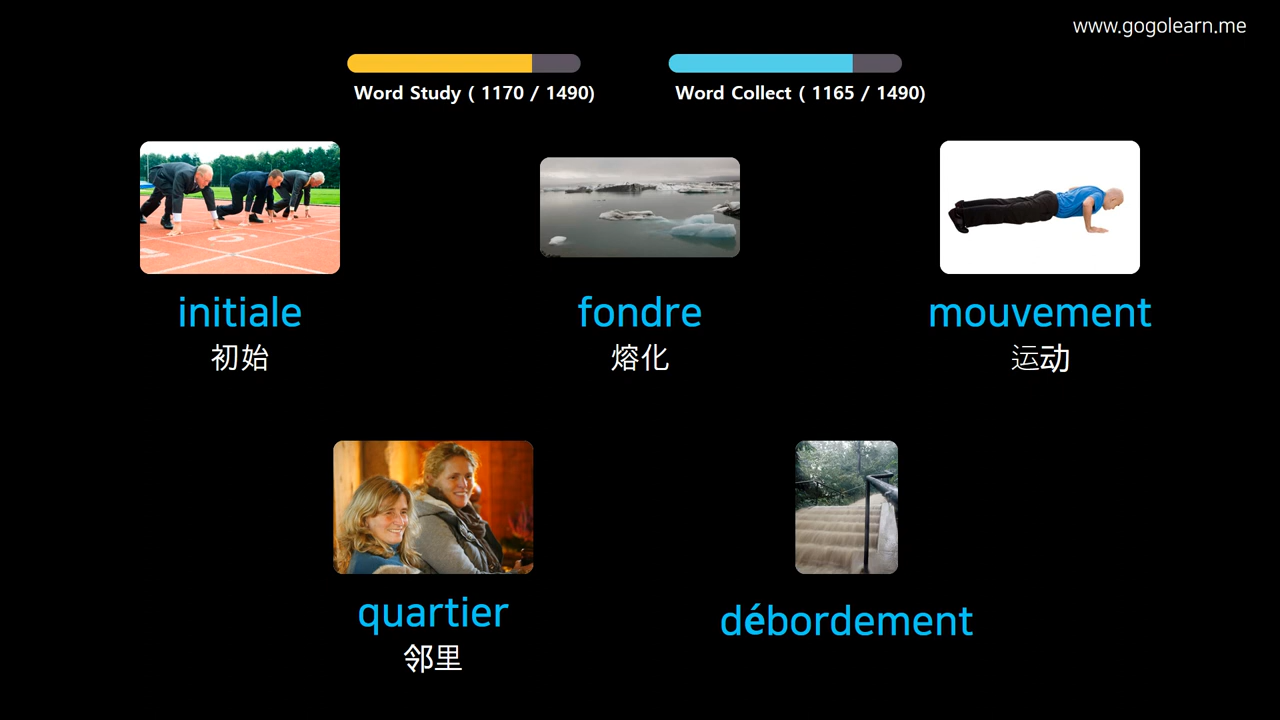 www.gogolearn.me
Word Study ( 1170 / 1490)
Word Collect ( 1165 / 1490)
initiale
初始
fondre
熔化
mouvement
运动
quartier
邻里
débordement